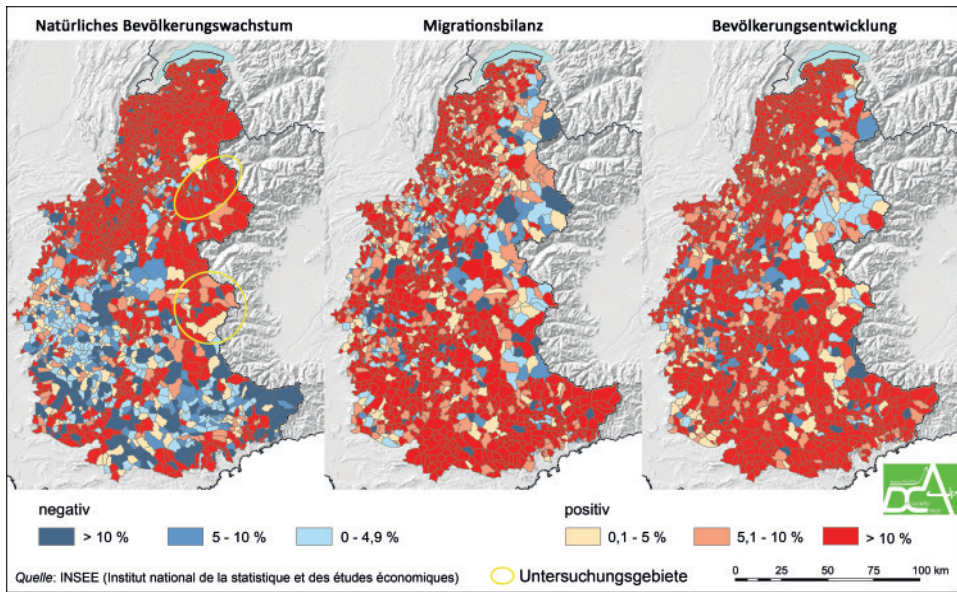 Natürliches Bevölkerungswachstum
Migrationsbilanz
Bevölkerungsentwicklung
negativ
> 10 %
5 - 10 %
0 - 4,9 %
positiv
0,1 - 5 %
5,1 - 10 %
> 10 %
Quelle: INSEE (Institut national de la statistique et des études économiques)
Untersuchungsgebiete
0 25 50 75 100 km
DCA